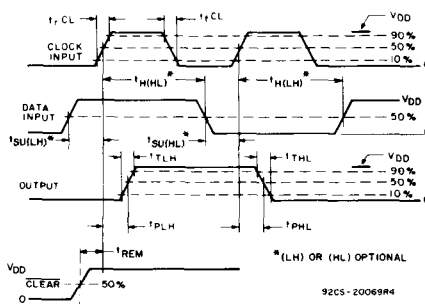 trCL
tfCL
VDD
CLOCK
INPUT
90%
50%
10%
tH(HL)*
tH(LH)*
DATA
INPUT
VDD
50%
tSU(LH)*
tSU(HL)*
tTLH
tTHL
VDD
OUTPUT
90%
50%
10%
tPLH
tPHL
tREM
*(LH) OR (HL) OPTIONAL
VDD
CLEAR
50%
0
92CS-20069R4